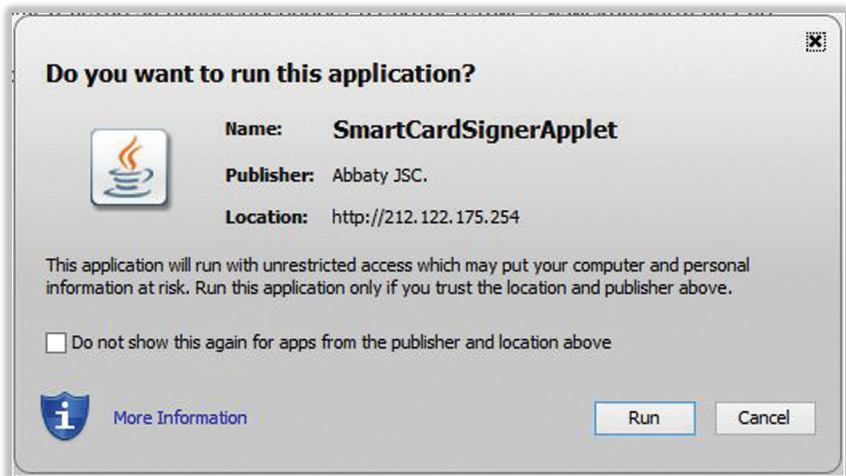 Do you want to run this application?
Name: SmartCardSignerApplet
Publisher: Abbaty JSC.
Location: http://212.122.175.254
This application will run with unrestricted access which may put your computer and personal
information at risk. Run this application only if you trust the location and publisher above.
Do not show this again for apps from the publisher and location above
More Information
Run Cancel